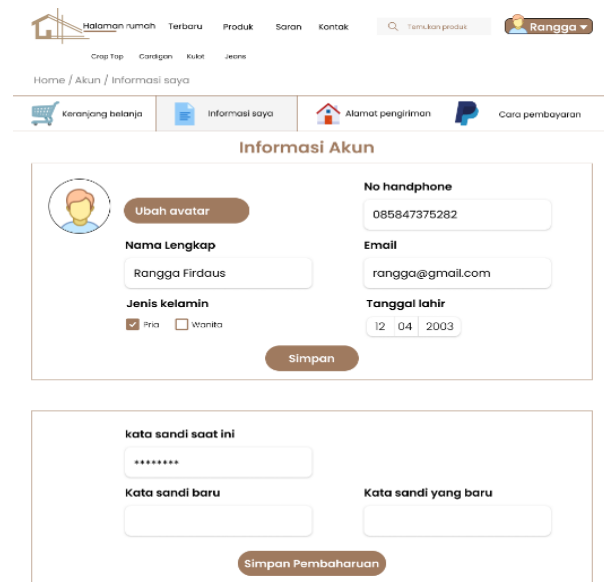 Halaman rumah Terbaru Produk Saran Kontak Temukan produk Rangga
Crop Top Cardigan Kulot Jeans
Home / Akun / Informasi saya
Keranjang belanja Informasi saya Alamat pengiriman Cara pembayaran
Informasi Akun
Ubah avatar
No handphone
085847375282
Nama Lengkap Email
Rangga Firdaus rangga@gmail.com
Jenis kelamin Tanggal lahir
Pria Wanita 12 04 2003
Simpan
kata sandi saat ini
********
Kata sandi baru Kata sandi yang baru
Simpan Pembaharuan